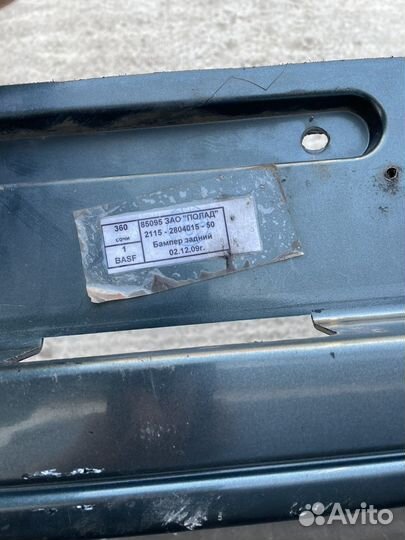 360 85095 ЗАО "ПОЛАД"
сочи 2115 - 2804015 - 50
1 Бампер задний
BASF 02.12.09г.
Avito